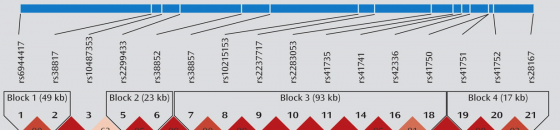 rs6944417
rs38817
rs10487353
rs2299433
rs38852
rs38857
rs10215153
rs2237717
rs2283053
rs41735
rs41741
rs42336
rs41750
rs41751
rs41752
rs28167
Block 1 (49 kb)
Block 2 (23 kb)
Block 3 (93 kb)
Block 4 (17 kb)
1 2 3 5 6 7 8 9 10 11 14 16 18 19 20 21